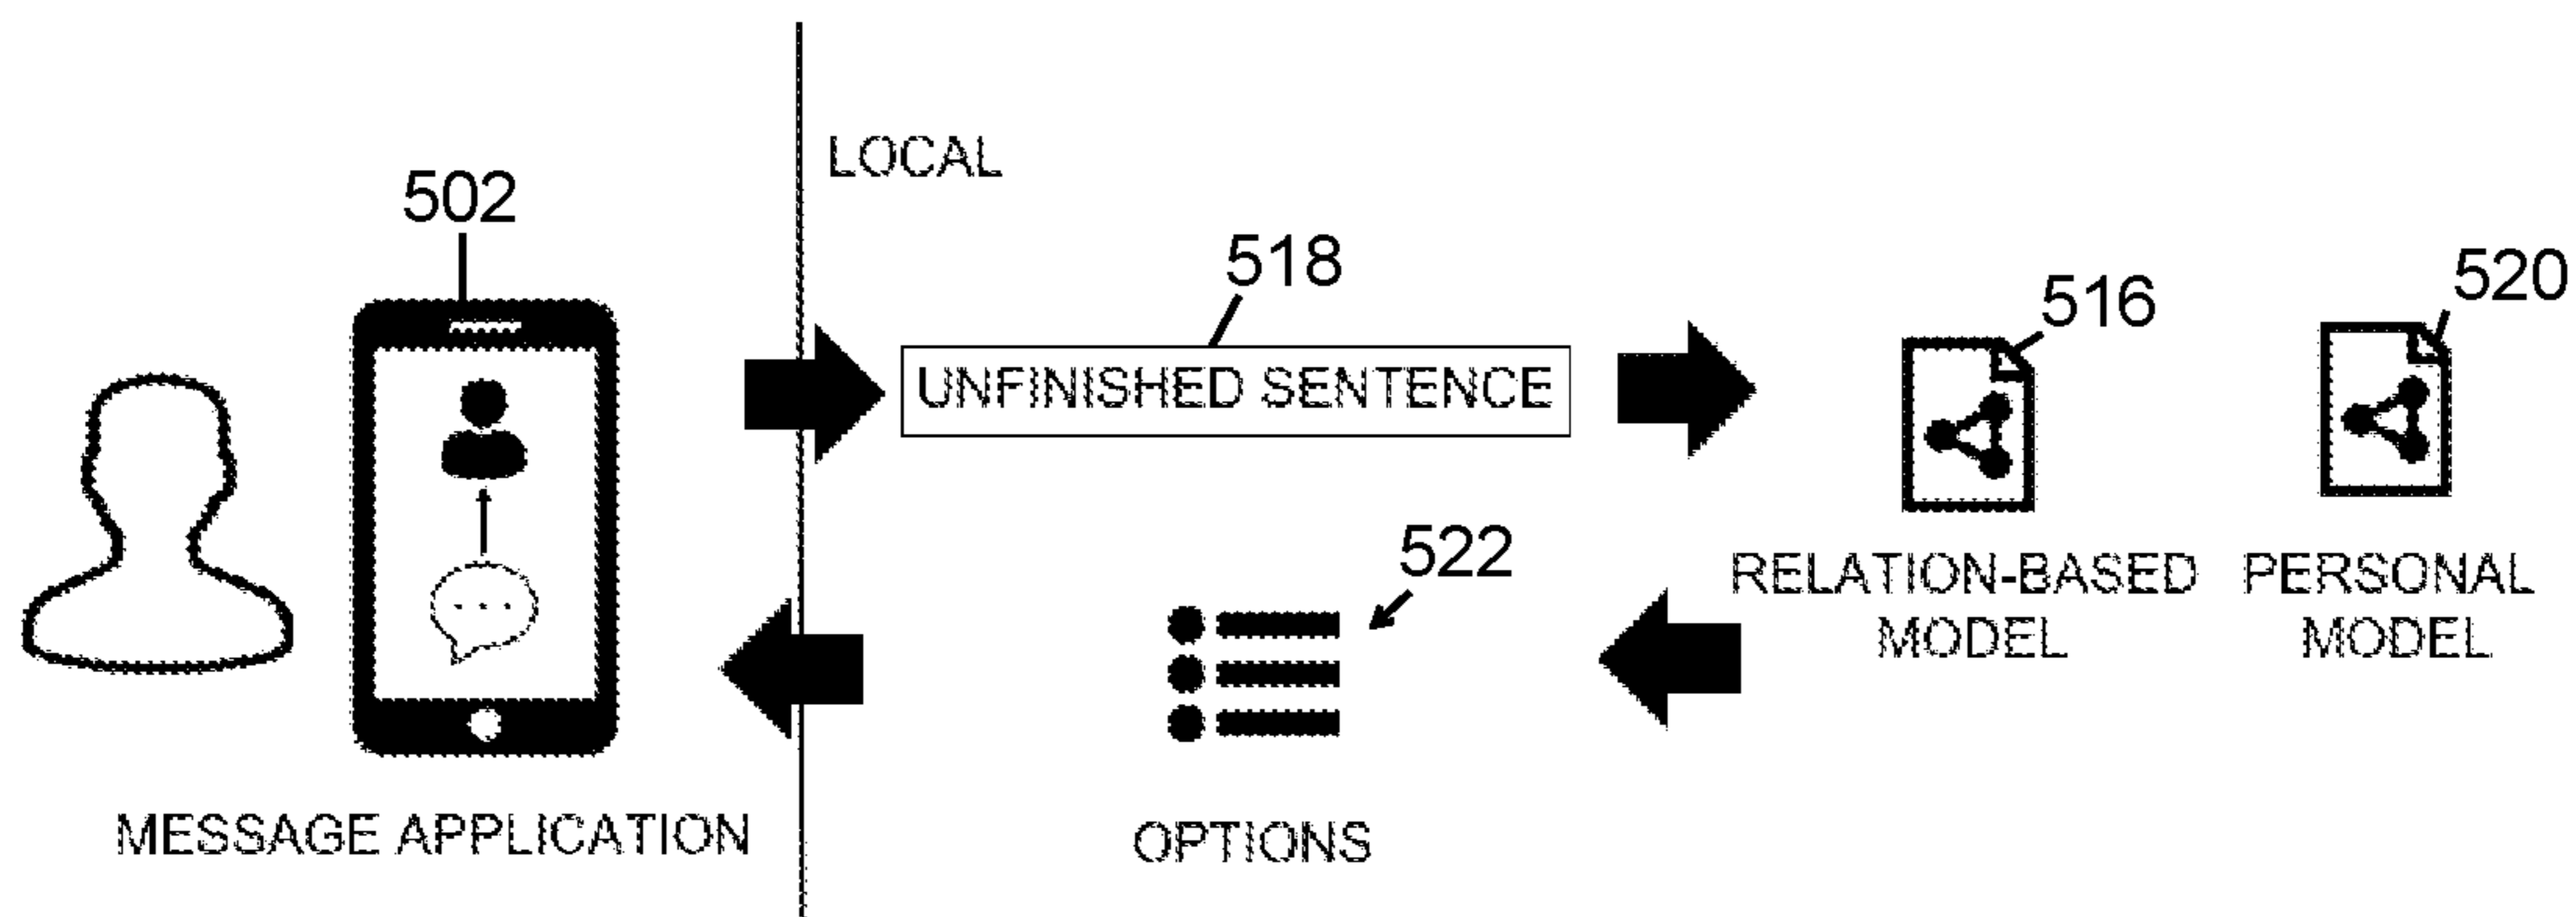 LOCAL
502
518
520
516
UNFINISHED SENTENCE
522
RELATION-BASED
MODEL
PERSONAL
MODEL
MESSAGE APPLICATION
OPTIONS